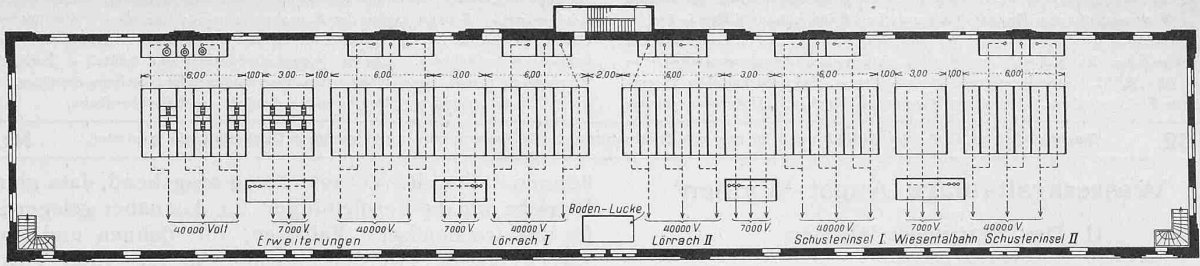 6,00 1,00 3,00 1,00 6,00 3,00 6,00 2,00 6,00 3,00 6,00 1,00 3,00 1,00 6,00
Boden-Lucke
40000 Volt 7000 V. 40000 V. 7000 V. 40000 V. 40000 V. 7000 V. 40000 V. 7000 V. 40000 V.
Erweiterungen Lörrach I Lörrach II Schusterinsel I. Wiesentalbahn Schusterinsel II